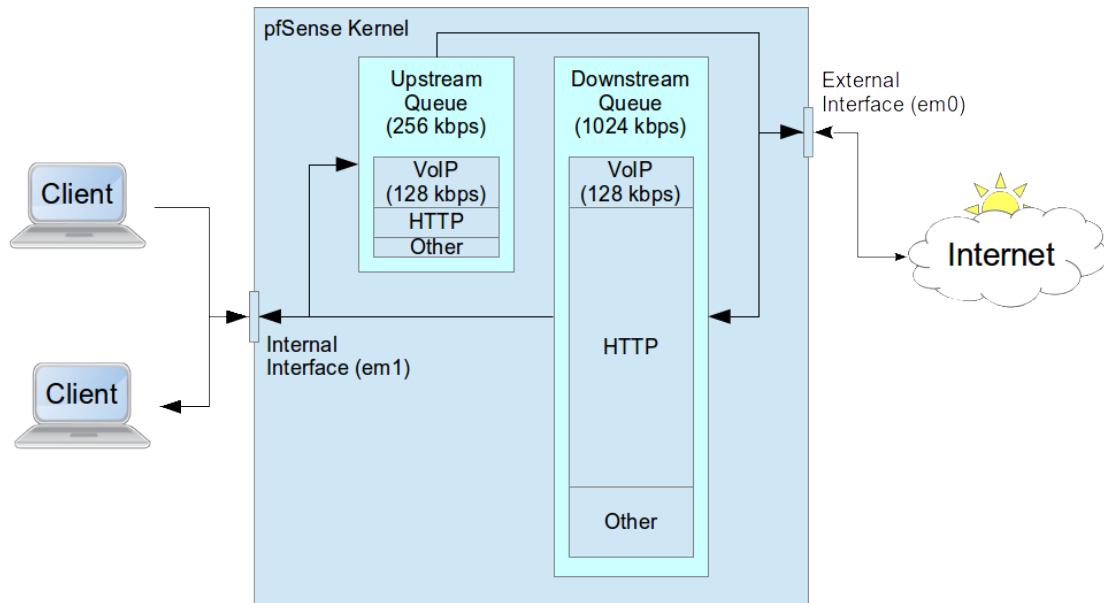 pfSense Kernel
Upstream
Queue
(256 kbps)
VoIP
(128 kbps)
HTTP
Other
Downstream
Queue
(1024 kbps)
VoIP
(128 kbps)
HTTP
Other
External
Interface (em0)
Client
Client
Internal
Interface (em1)
Internet